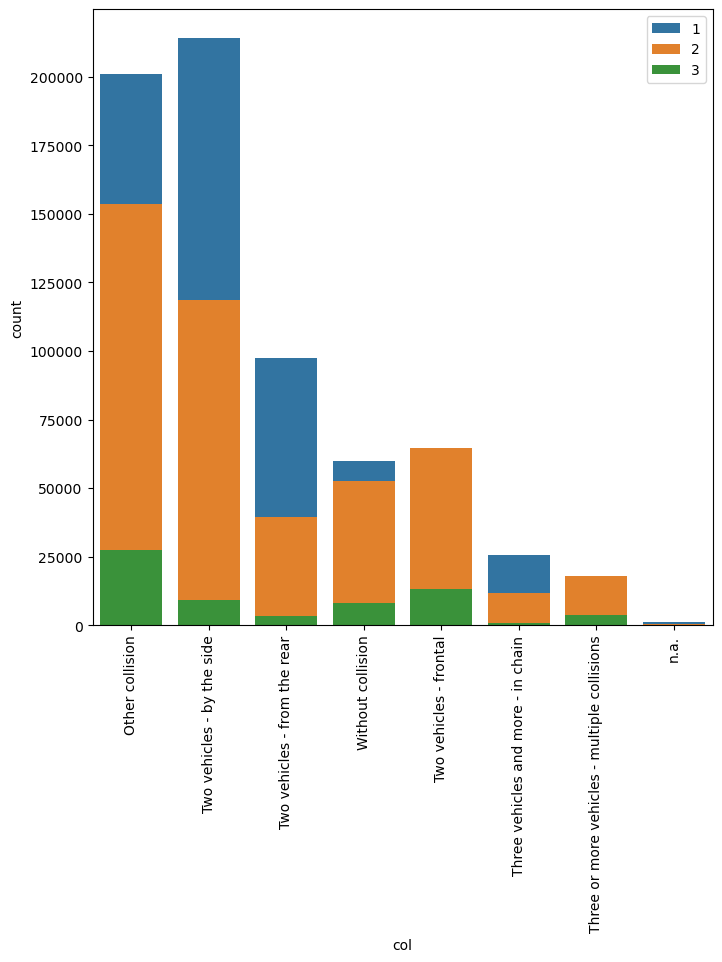 1
2
3
200000
175000
150000
125000
100000
75000
50000
25000
0
count
Other collision
Two vehicles - by the side
Two vehicles - from the rear
Without collision
Two vehicles - frontal
Three vehicles and more - in chain
Three or more vehicles - multiple collisions
n.a.
col